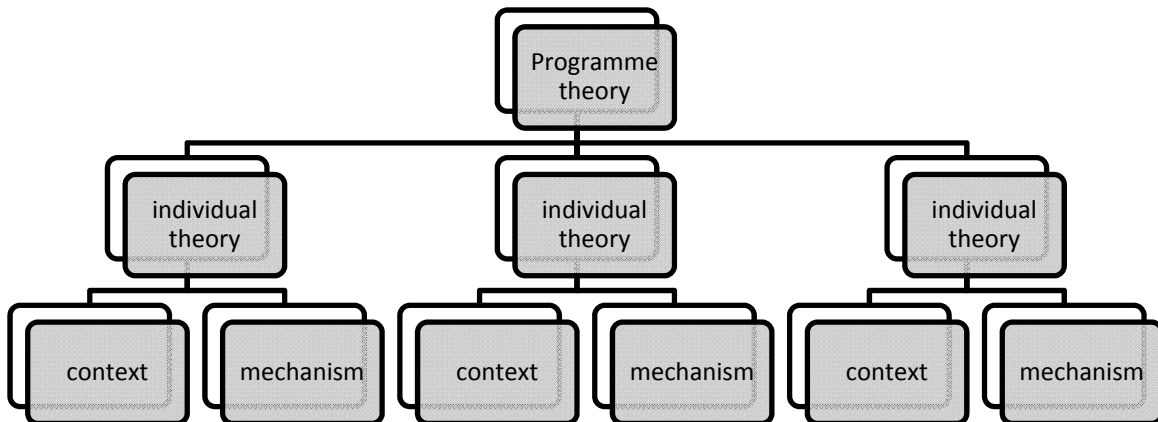 Programme
theory
individual
theory
individual
theory
individual
theory
context
mechanism
context
mechanism
context
mechanism